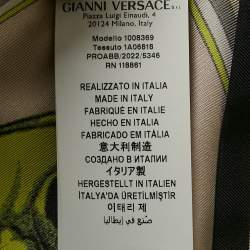 GIANNI VERSACE S.r.l.
Piazza Luigi Einaudi, 4
20124 Milano, Italy
Modello 1008369
Tessuto 1A06818
PROABB/2022/5346
RN 118861
REALIZZATO IN ITALIA
MADE IN ITALY
FABRIQUÉ EN ITALIE
HECHO EN ITALIA
FABRICADO EM ITÁLIA
意大利制造
СОЗДАНО В ИТАЛИИ
イタリア製
HERGESTELLT IN ITALIEN
İTALYA'DA ÜRETİLMİŞTİR
이태리 제
صنع في إيطاليا